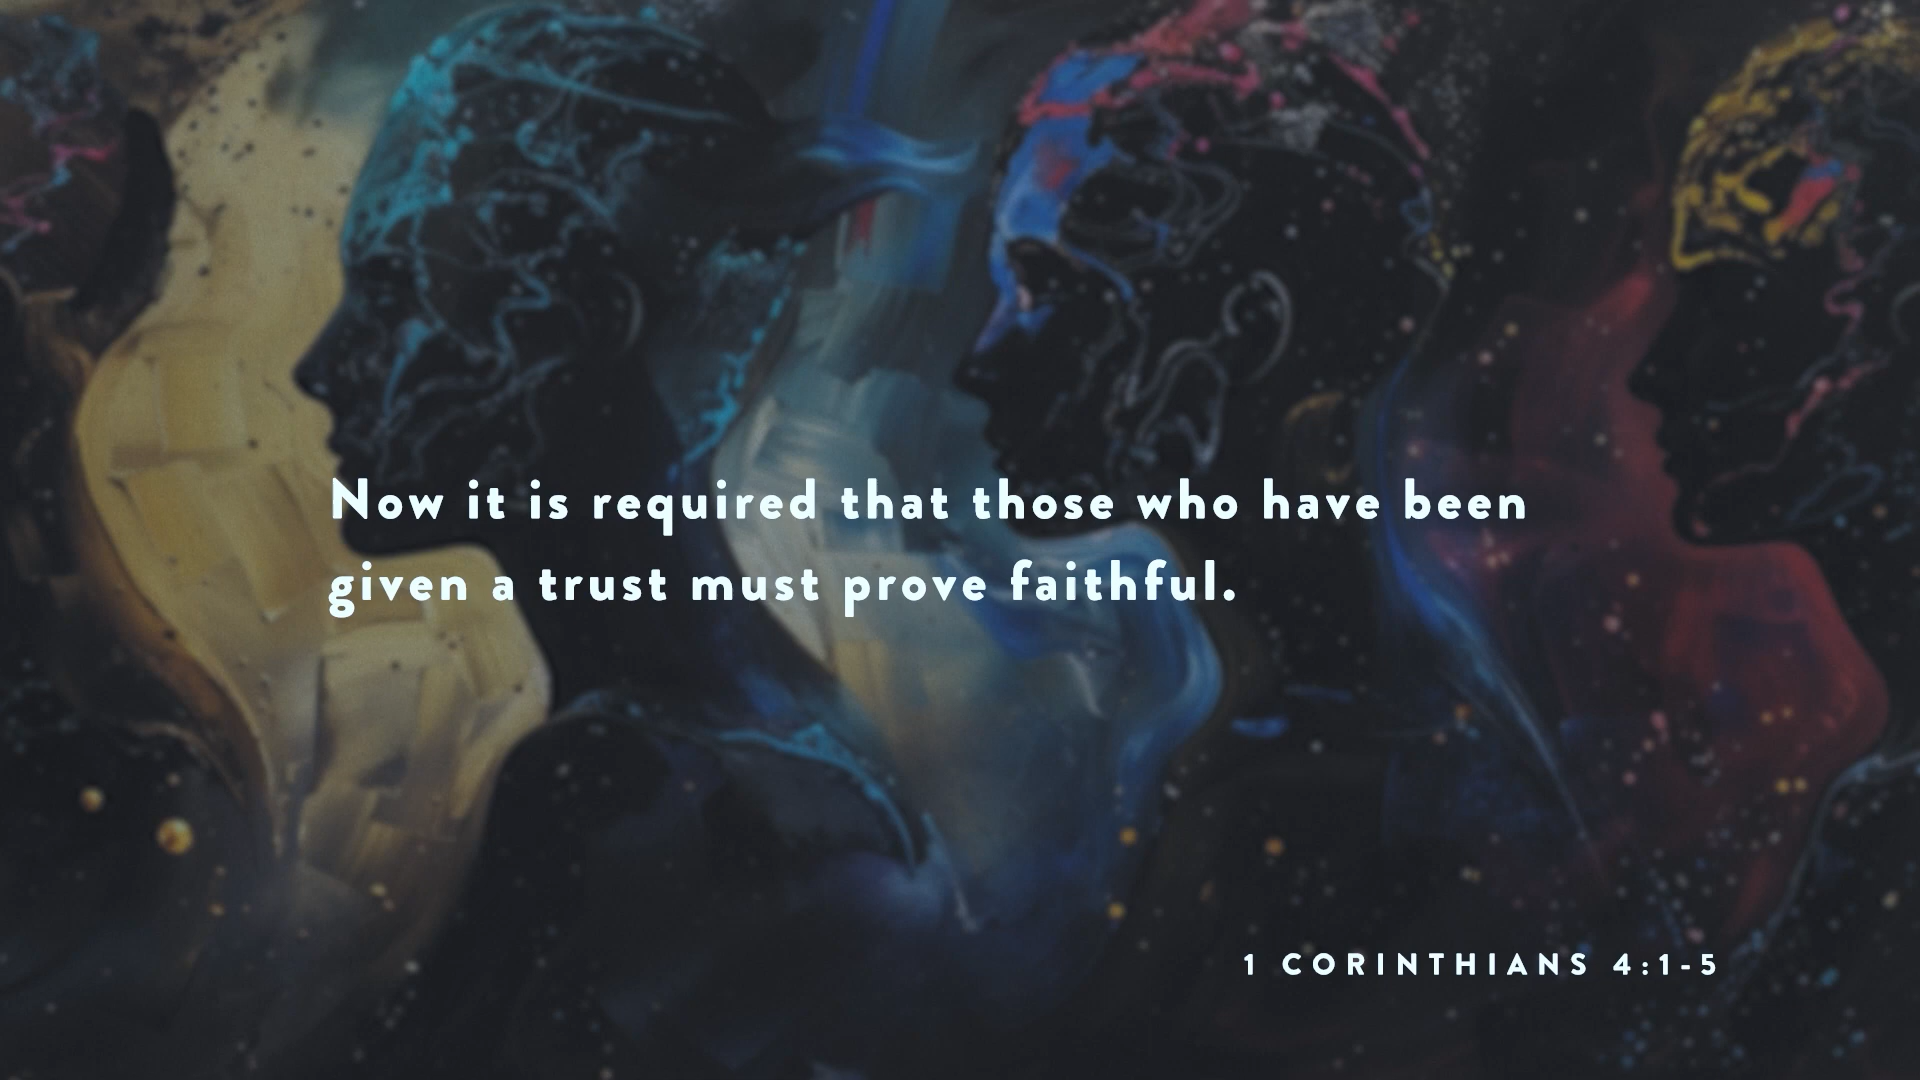 Now it is required that those who have been
given a trust must prove faithful.
1 CORINTHIANS 4:1-5